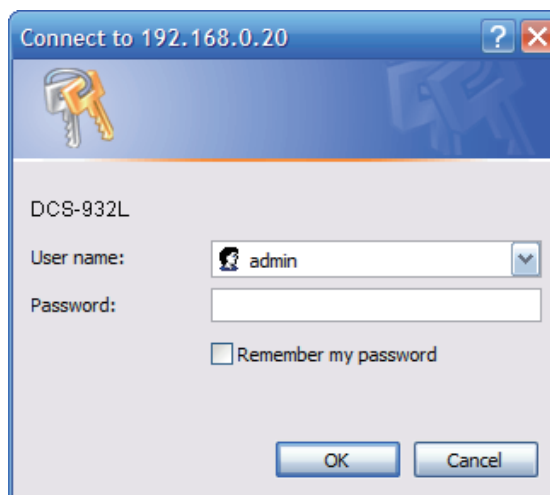 Connect to 192.168.0.20
DCS-932L
User name: admin
Password:
Remember my password
OK Cancel